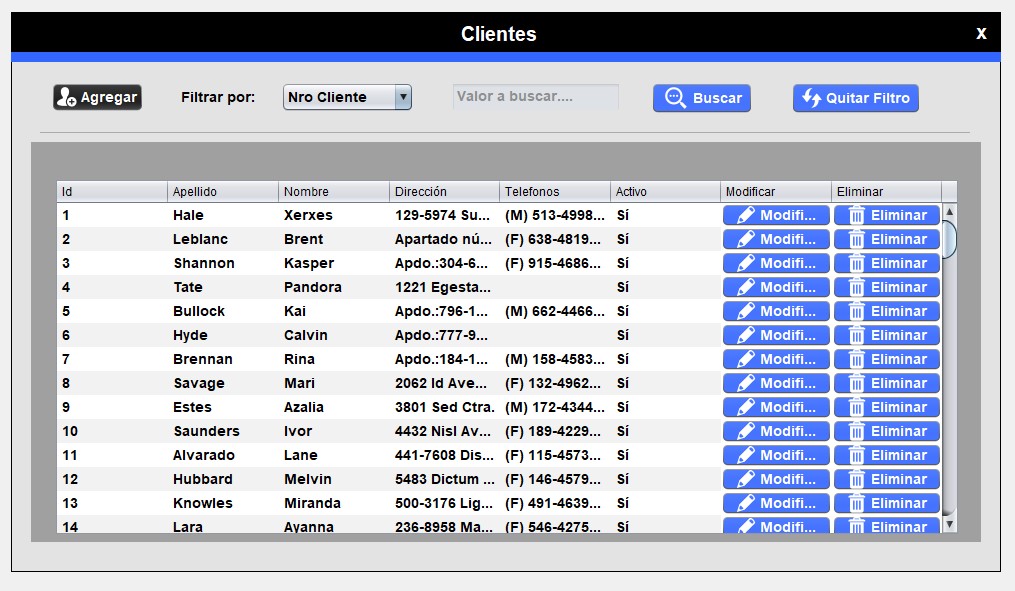 Clientes x
Agregar Filtrar por: Nro Cliente Valor a buscar.... Buscar Quitar Filtro
Id Apellido Nombre Dirección Telefonos Activo Modificar Eliminar
1 Hale Xerxes 129-5974 Su... (M) 513-4998... Sí Modifi... Eliminar
2 Leblanc Brent Apartado nú... (F) 638-4819... Sí Modifi... Eliminar
3 Shannon Kasper Apdo.:304-6... (F) 915-4686... Sí Modifi... Eliminar
4 Tate Pandora 1221 Egesta... Sí Modifi... Eliminar
5 Bullock Kai Apdo.:796-1... (M) 662-4466... Sí Modifi... Eliminar
6 Hyde Calvin Apdo.:777-9... Sí Modifi... Eliminar
7 Brennan Rina Apdo.:184-1... (M) 158-4583... Sí Modifi... Eliminar
8 Savage Mari 2062 Id Ave... (F) 132-4962... Sí Modifi... Eliminar
9 Estes Azalia 3801 Sed Ctra. (M) 172-4344... Sí Modifi... Eliminar
10 Saunders Ivor 4432 Nisl Av... (F) 189-4229... Sí Modifi... Eliminar
11 Alvarado Lane 441-7608 Dis... (F) 115-4573... Sí Modifi... Eliminar
12 Hubbard Melvin 5483 Dictum ... (F) 146-4579... Sí Modifi... Eliminar
13 Knowles Miranda 500-3176 Lig... (F) 491-4639... Sí Modifi... Eliminar
14 Lara Ayanna 236-8958 Ma... (F) 546-4275... Sí Modifi... Eliminar